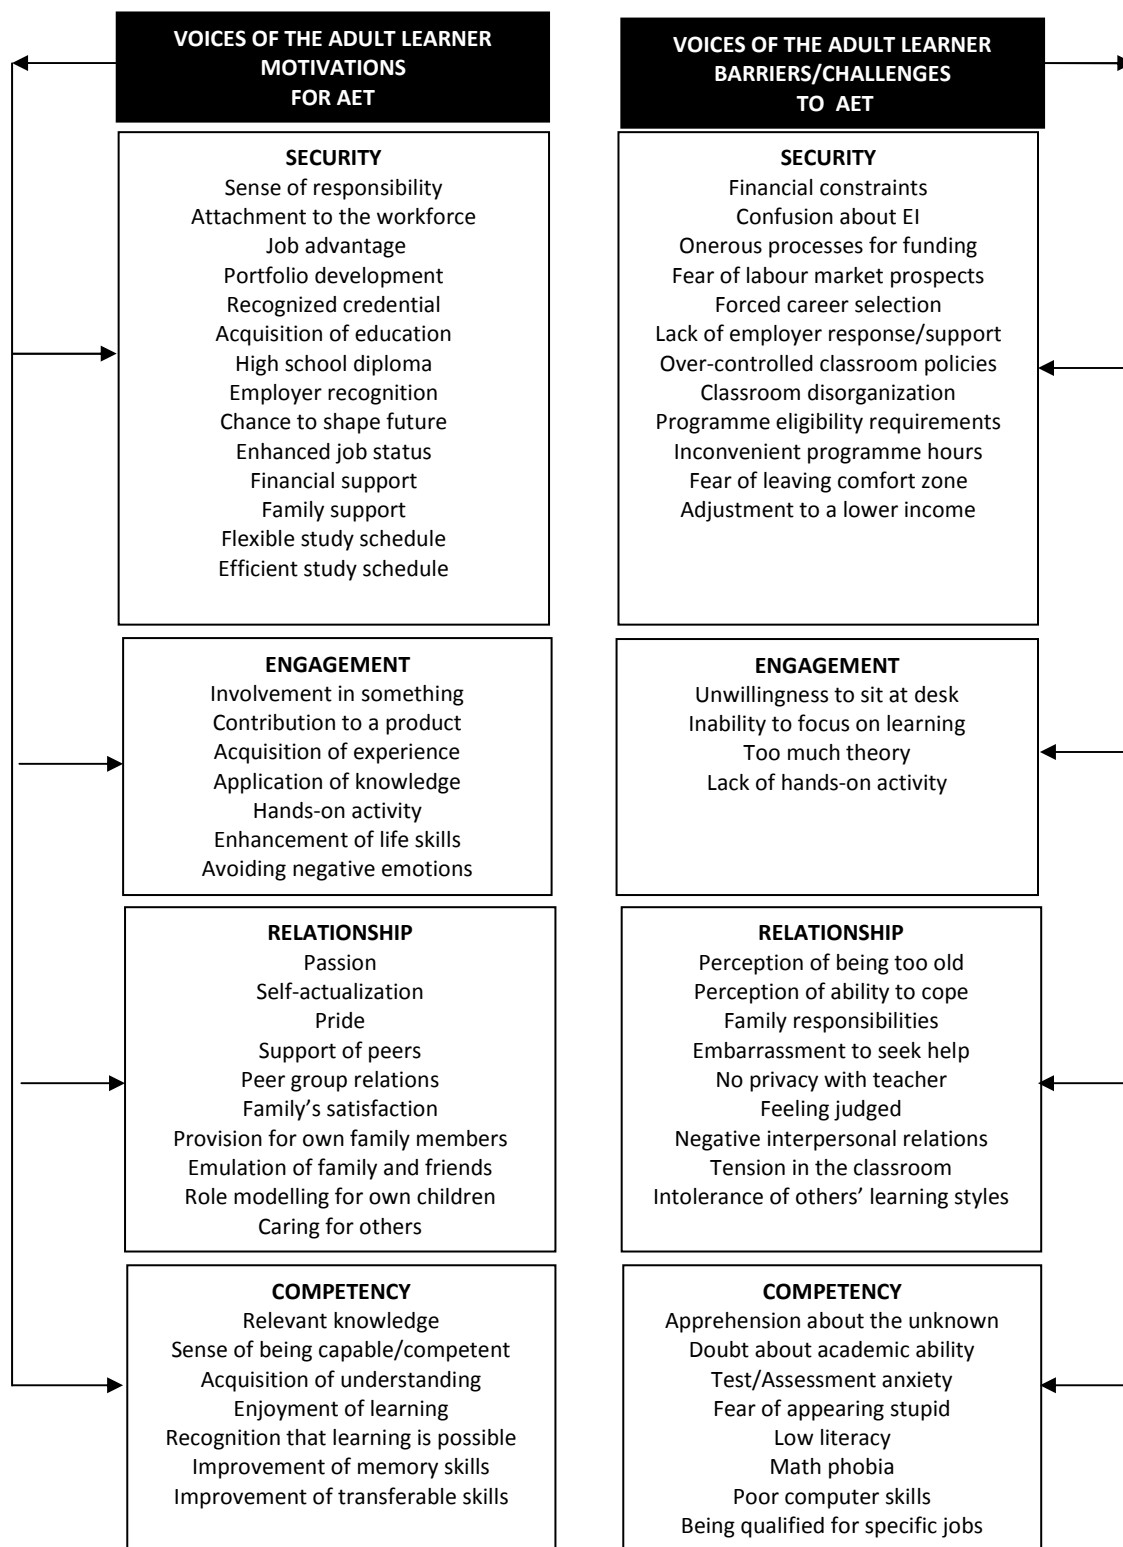 VOICES OF THE ADULT LEARNER
MOTIVATIONS
FOR AET
SECURITY
Sense of responsibility
Attachment to the workforce
Job advantage
Portfolio development
Recognized credential
Acquisition of education
High school diploma
Employer recognition
Chance to shape future
Enhanced job status
Financial support
Family support
Flexible study schedule
Efficient study schedule
ENGAGEMENT
Involvement in something
Contribution to a product
Acquisition of experience
Application of knowledge
Hands-on activity
Enhancement of life skills
Avoiding negative emotions
RELATIONSHIP
Passion
Self-actualization
Pride
Support of peers
Peer group relations
Family’s satisfaction
Provision for own family members
Emulation of family and friends
Role modelling for own children
Caring for others
COMPETENCY
Relevant knowledge
Sense of being capable/competent
Acquisition of understanding
Enjoyment of learning
Recognition that learning is possible
Improvement of memory skills
Improvement of transferable skills
VOICES OF THE ADULT LEARNER
BARRIERS/CHALLENGES
TO AET
SECURITY
Financial constraints
Confusion about EI
Onerous processes for funding
Fear of labour market prospects
Forced career selection
Lack of employer response/support
Over-controlled classroom policies
Classroom disorganization
Programme eligibility requirements
Inconvenient programme hours
Fear of leaving comfort zone
Adjustment to a lower income
ENGAGEMENT
Unwillingness to sit at desk
Inability to focus on learning
Too much theory
Lack of hands-on activity
RELATIONSHIP
Perception of being too old
Perception of ability to cope
Family responsibilities
Embarrassment to seek help
No privacy with teacher
Feeling judged
Negative interpersonal relations
Tension in the classroom
Intolerance of others’ learning styles
COMPETENCY
Apprehension about the unknown
Doubt about academic ability
Test/Assessment anxiety
Fear of appearing stupid
Low literacy
Math phobia
Poor computer skills
Being qualified for specific jobs